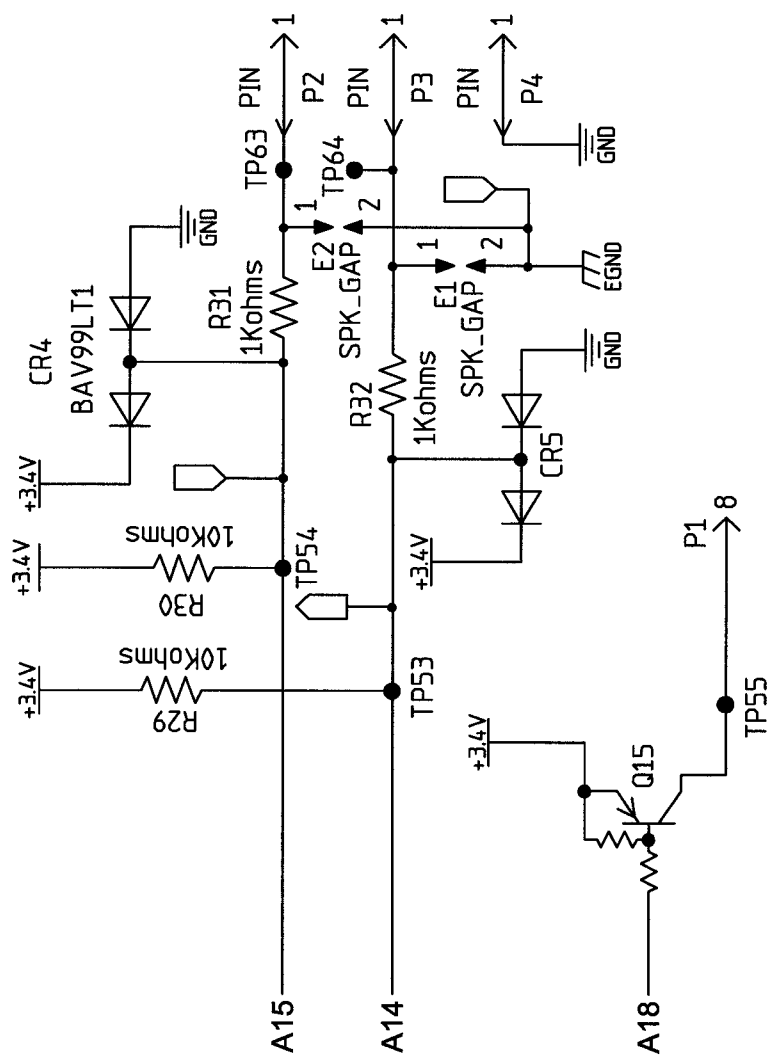 +3.4V
R29
10Kohms
+3.4V
R30
10Kohms
+3.4V
CR4
BAV99LT1
GND
A15
TP54
R31
1Kohms
TP63
PIN
P2
1
1
E2
SPK_GAP
2
A14
TP53
R32
1Kohms
TP64
PIN
P3
1
1
E1
SPK_GAP
2
EGND
PIN
P4
1
GND
+3.4V
CR5
GND
+3.4V
Q15
A18
TP55
P1
8